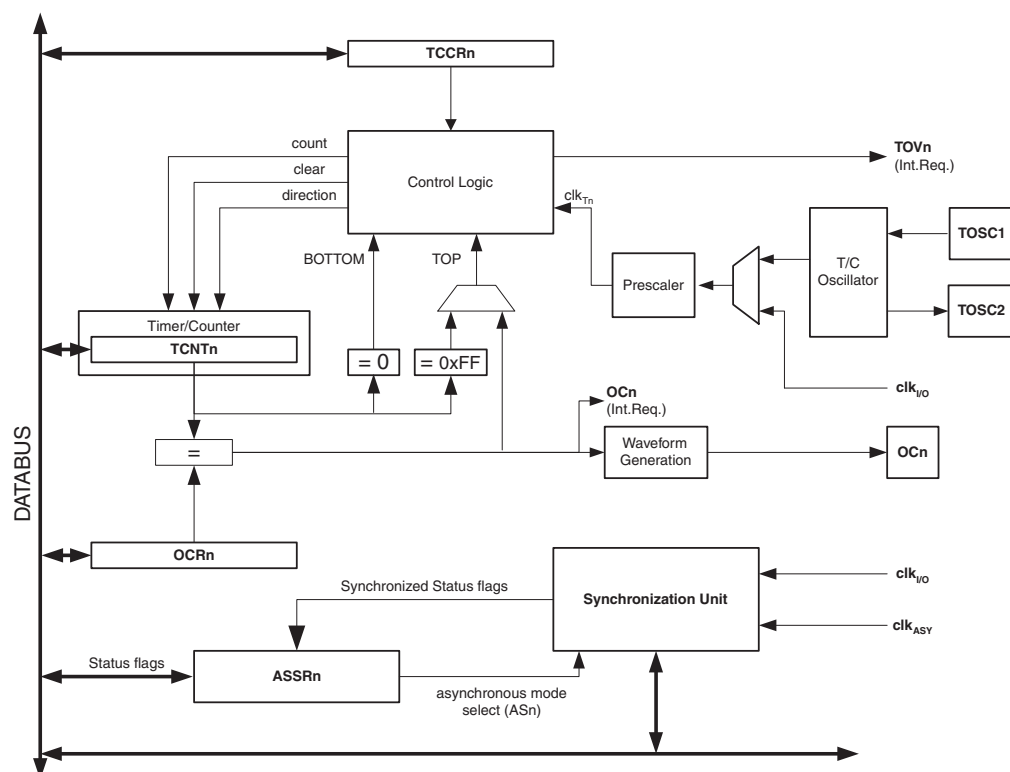 TCCRn
count
clear
direction
Control Logic
TOVn
(Int.Req.)
clkTn
BOTTOM
TOP
TOSC1
T/C
Oscillator
Prescaler
TOSC2
Timer/Counter
TCNTn
= 0
= 0xFF
clkI/O
OCn
(Int.Req.)
=
Waveform
Generation
OCn
DATABUS
OCRn
Synchronized Status flags
Synchronization Unit
clkI/O
clkASY
Status flags
ASSRn
asynchronous mode
select (ASn)